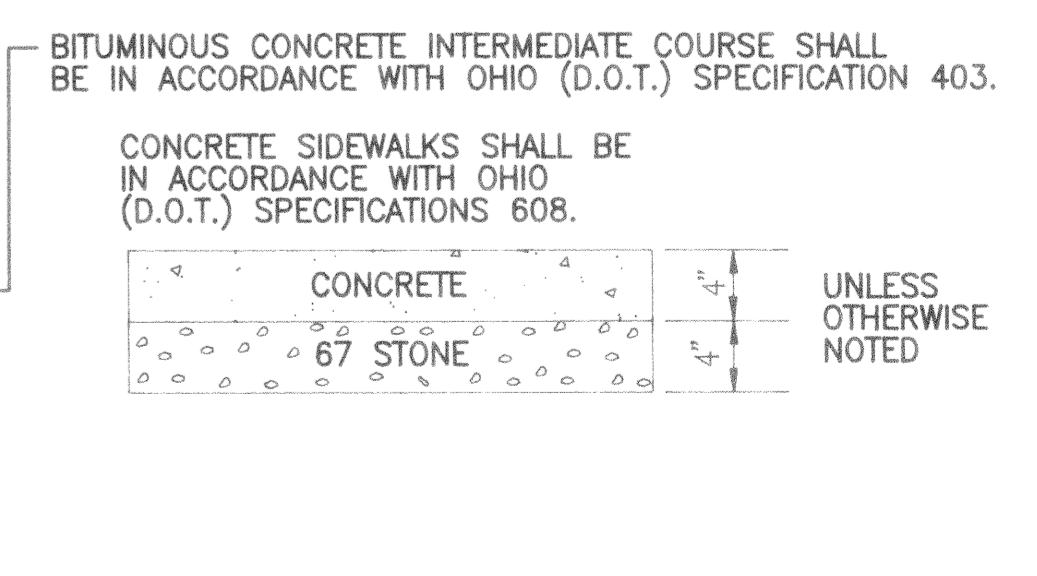 BITUMINOUS CONCRETE INTERMEDIATE COURSE SHALL
BE IN ACCORDANCE WITH OHIO (D.O.T.) SPECIFICATION 403.
CONCRETE SIDEWALKS SHALL BE
IN ACCORDANCE WITH OHIO
(D.O.T.) SPECIFICATIONS 608.
CONCRETE
4"
67 STONE
4"
UNLESS
OTHERWISE
NOTED